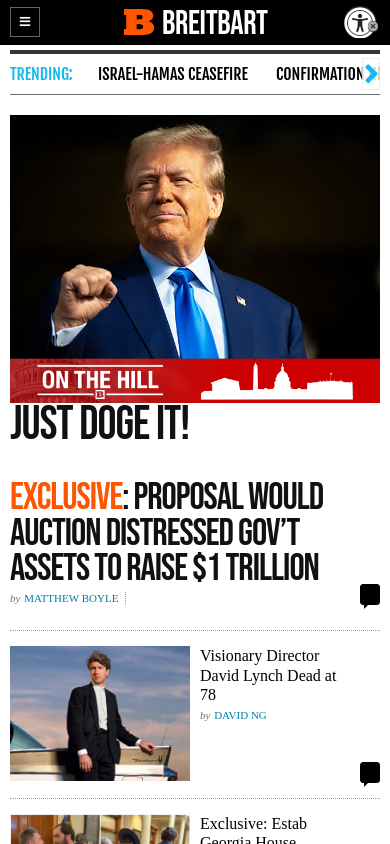 B BREITBART
TRENDING: ISRAEL-HAMAS CEASEFIRE CONFIRMATION
ON THE HILL
B
JUST DOGE IT!
EXCLUSIVE: PROPOSAL WOULD
AUCTION DISTRESSED GOV'T
ASSETS TO RAISE $1 TRILLION
by MATTHEW BOYLE
Visionary Director
David Lynch Dead at
78
by DAVID NG
Exclusive: Estab
Georgia House